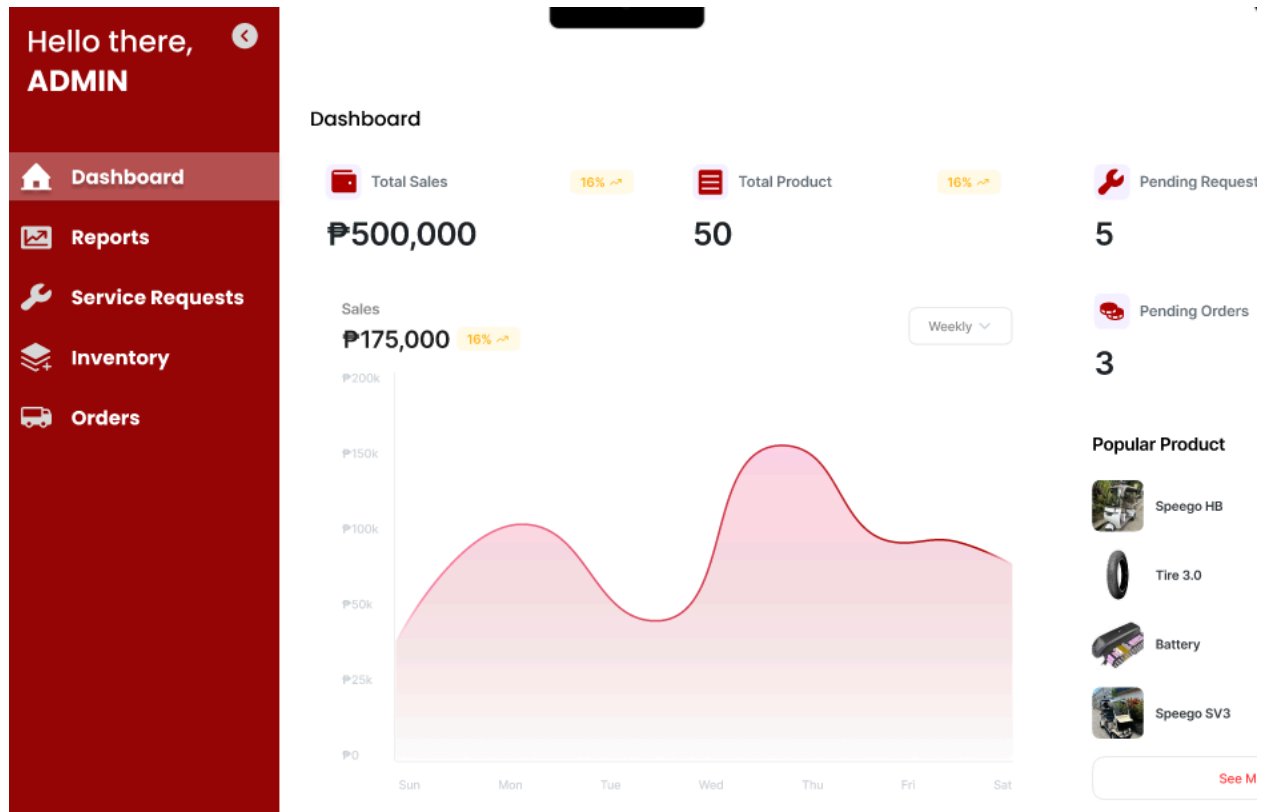 Hello there,
ADMIN
Dashboard
Reports
Service Requests
Inventory
Orders
Dashboard
Total Sales 16%
₱500,000
Total Product 16%
50
Pending Request
5
Sales
₱175,000 16%
Weekly
₱200k
₱150k
₱100k
₱50k
₱25k
₱0
Sun Mon Tue Wed Thu Fri Sat
Pending Orders
3
Popular Product
Speego HB
Tire 3.0
Battery
Speego SV3
See M